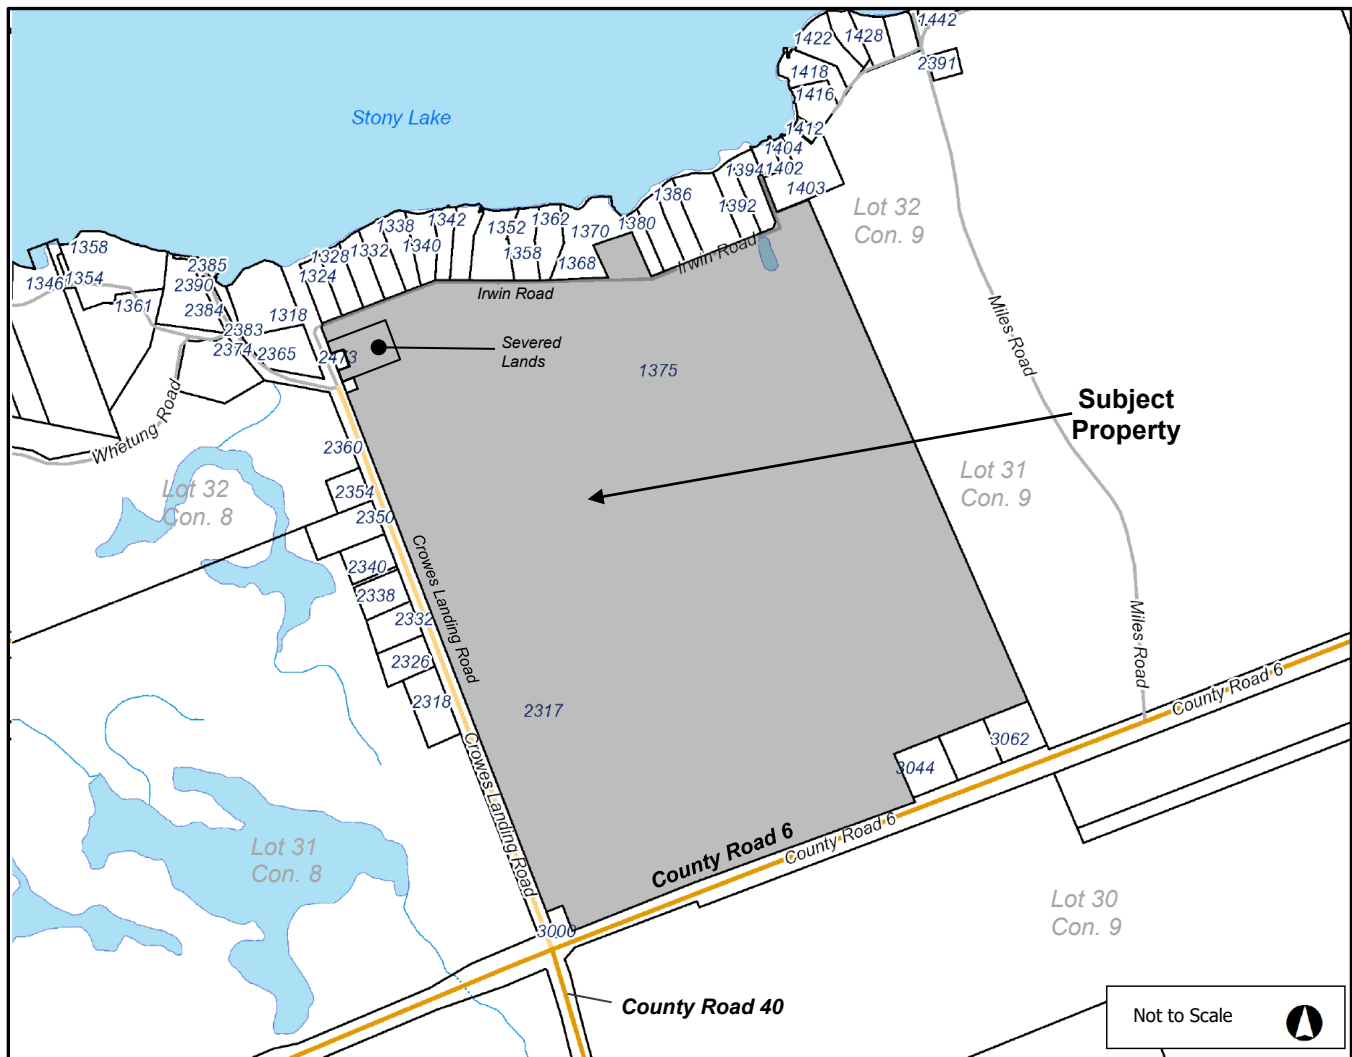 1442
1422
1428
2391
1418
1416
Stony Lake
1412
1404
1394
1402
1403
1386
1392
Lot 32
Con. 9
1338
1342
1352
1362
1370
1380
1328
1332
1340
1358
1368
1324
Irwin Road
Irwin Road
1358
1346
1354
1361
2385
2390
2384
1318
2383
2374
2365
2473
Severed
Lands
1375
Miles Road
Subject
Property
Whetung Road
2360
Lot 32
Con. 8
2354
2350
Lot 31
Con. 9
2340
2338
2332
2326
2318
Crowes Landing Road
Miles Road
2317
County Road 6
3062
3044
Crowes Landing Road
County Road 6
County Road 6
Lot 31
Con. 8
3000
Lot 30
Con. 9
County Road 40
Not to Scale